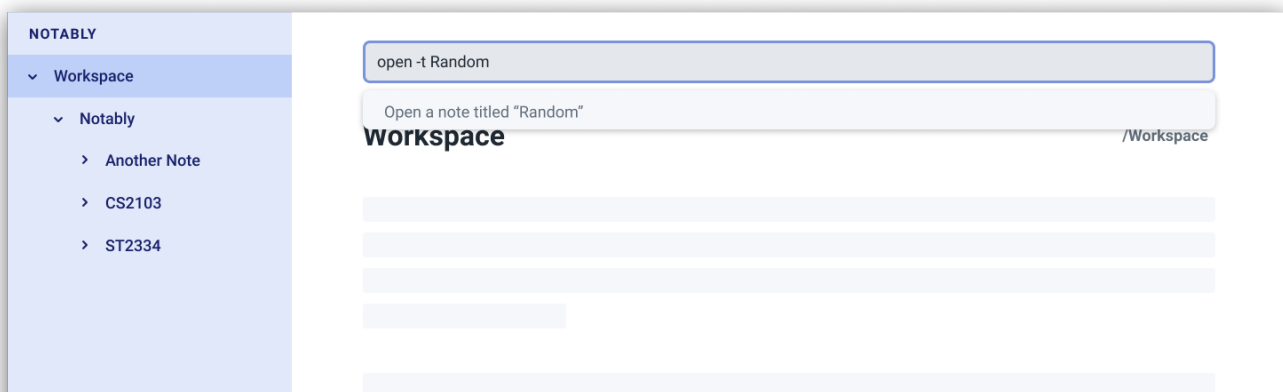 NOTABLY
Workspace
Notably
Another Note
CS2103
ST2334
open -t Random
Open a note titled “Random”
Workspace
/Workspace